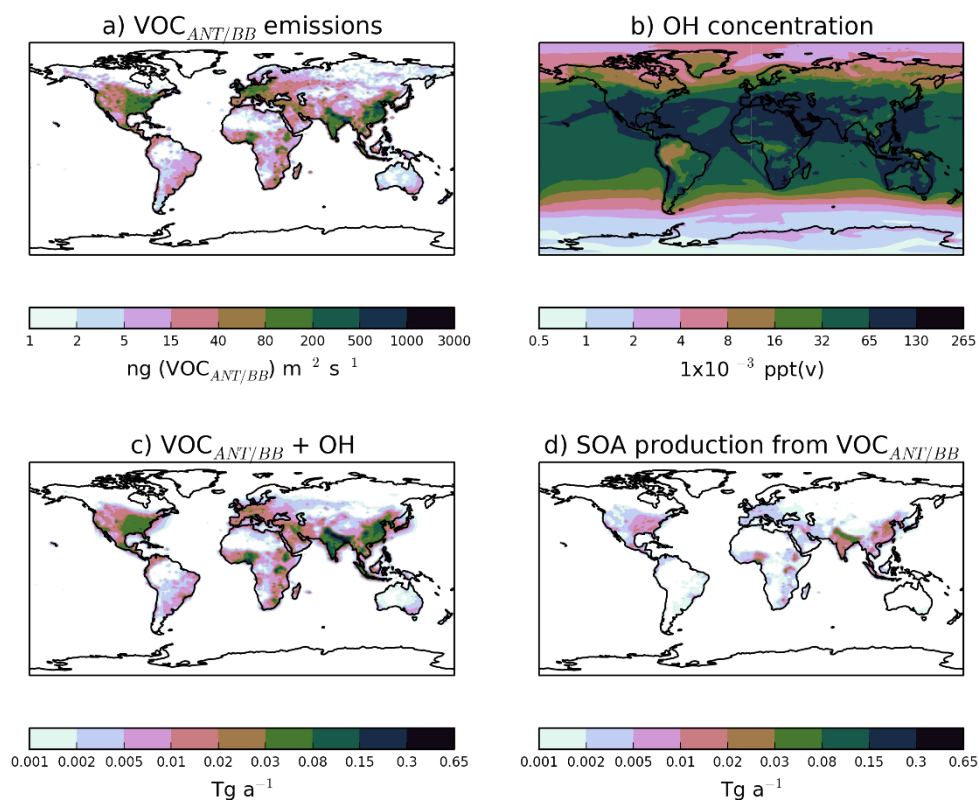 a) VOC_{ANT/BB} emissions
b) OH concentration
1 2 5 15 40 80 200 500 1000 3000
ng (VOC_{ANT/BB}) m ⁻² s ⁻¹
0.5 1 2 4 8 16 32 65 130 265
1x10 ⁻³ ppt(v)
c) VOC_{ANT/BB} + OH
d) SOA production from VOC_{ANT/BB}
0.001 0.002 0.005 0.01 0.02 0.03 0.08 0.15 0.3 0.65
Tg a⁻¹
0.001 0.002 0.005 0.01 0.02 0.03 0.08 0.15 0.3 0.65
Tg a⁻¹